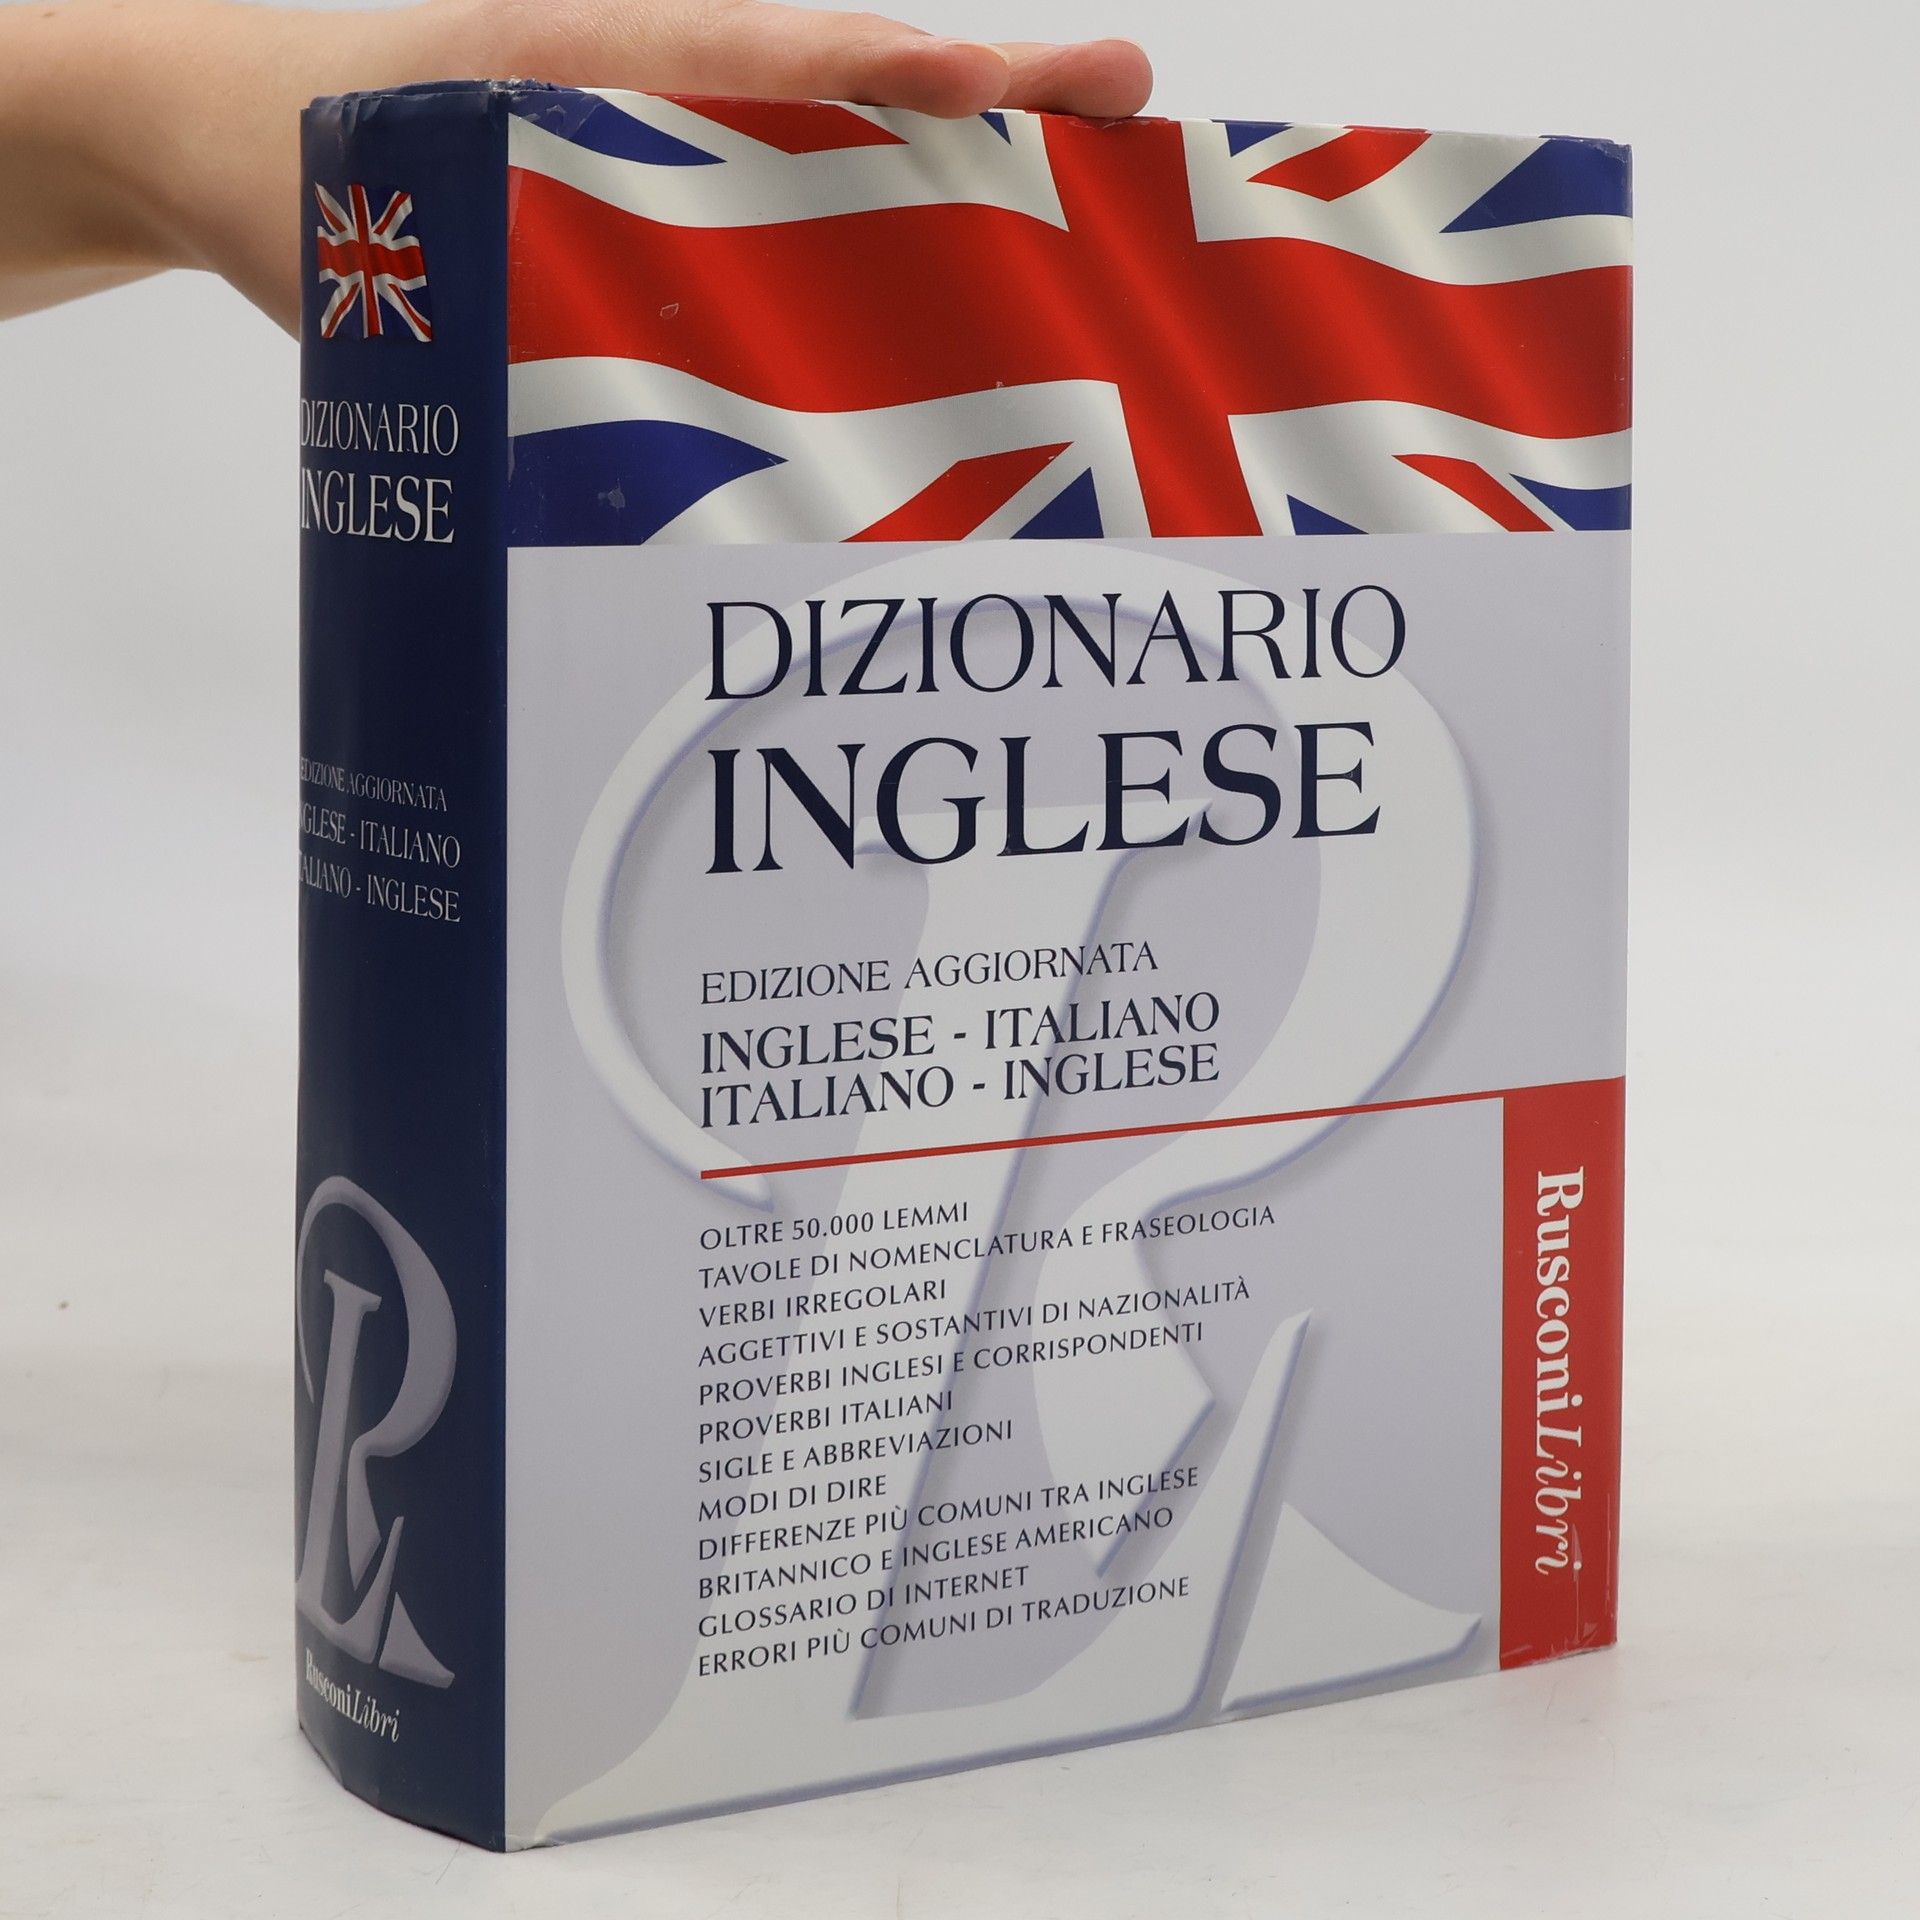 DIZIONARIO
INGLESE
EDIZIONE AGGIORNATA
INGLESE - ITALIANO
ITALIANO - INGLESE
RusconiLibri
DIZIONARIO
INGLESE
EDIZIONE AGGIORNATA
INGLESE - ITALIANO
ITALIANO - INGLESE
OLTRE 50.000 LEMMI
TAVOLE DI NOMENCLATURA E FRASEOLOGIA
VERBI IRREGOLARI
AGGETTIVI E SOSTANTIVI DI NAZIONALITÀ
PROVERBI INGLESI E CORRISPONDENTI
PROVERBI ITALIANI
SIGLE E ABBREVIAZIONI
MODI DI DIRE
DIFFERENZE PIÙ COMUNI TRA INGLESE
BRITANNICO E INGLESE AMERICANO
GLOSSARIO DI INTERNET
ERRORI PIÙ COMUNI DI TRADUZIONE
RusconiLibri